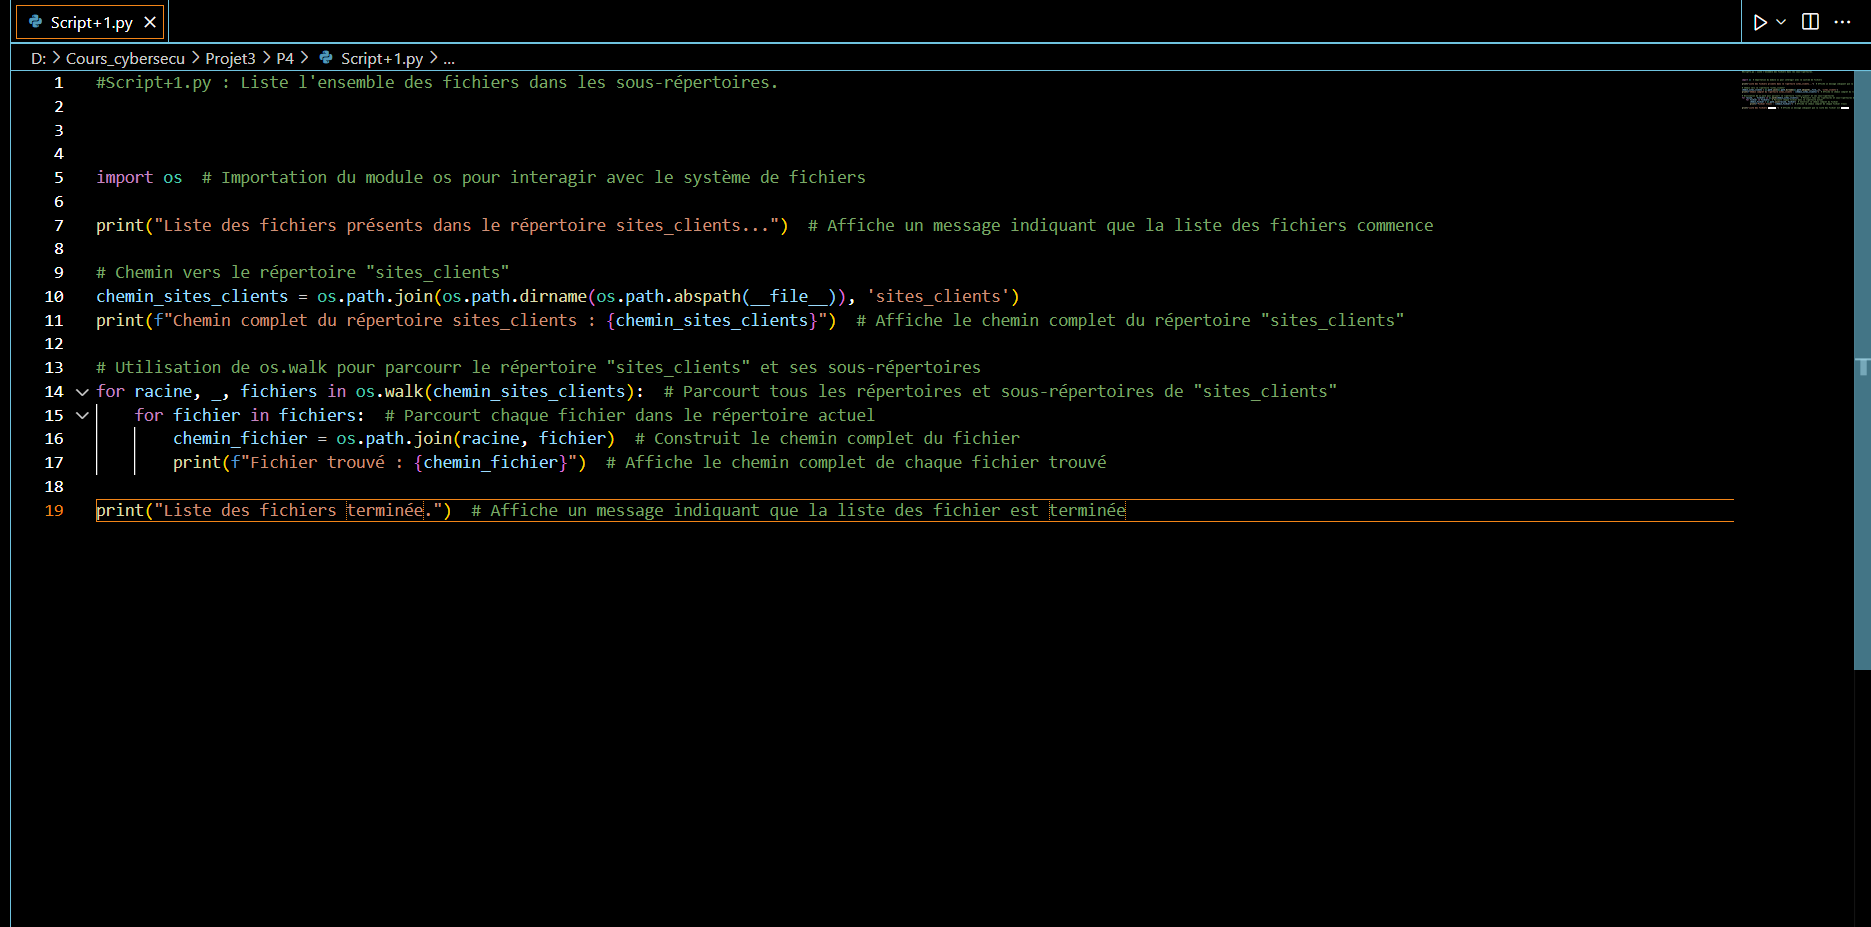 Script+1.py
D: > Cours_cybersecu > Projet3 > P4 > Script+1.py > ...
1 #Script+1.py : Liste l'ensemble des fichiers dans les sous-répertoires.
2
3
4
5 import os  # Importation du module os pour interagir avec le système de fichiers
6
7 print("Liste des fichiers présents dans le répertoire sites_clients...")  # Affiche un message indiquant que la liste des fichiers commence
8
9 # Chemin vers le répertoire "sites_clients"
10 chemin_sites_clients = os.path.join(os.path.dirname(os.path.abspath(__file__)), 'sites_clients')
11 print(f"Chemin complet du répertoire sites_clients : {chemin_sites_clients}")  # Affiche le chemin complet du répertoire "sites_clients"
12
13 # Utilisation de os.walk pour parcourr le répertoire "sites_clients" et ses sous-répertoires
14 for racine, _, fichiers in os.walk(chemin_sites_clients):  # Parcourt tous les répertoires et sous-répertoires de "sites_clients"
15     for fichier in fichiers:  # Parcourt chaque fichier dans le répertoire actuel
16         chemin_fichier = os.path.join(racine, fichier)  # Construit le chemin complet du fichier
17         print(f"Fichier trouvé : {chemin_fichier}")  # Affiche le chemin complet de chaque fichier trouvé
18
19 print("Liste des fichiers terminée.")  # Affiche un message indiquant que la liste des fichier est terminée